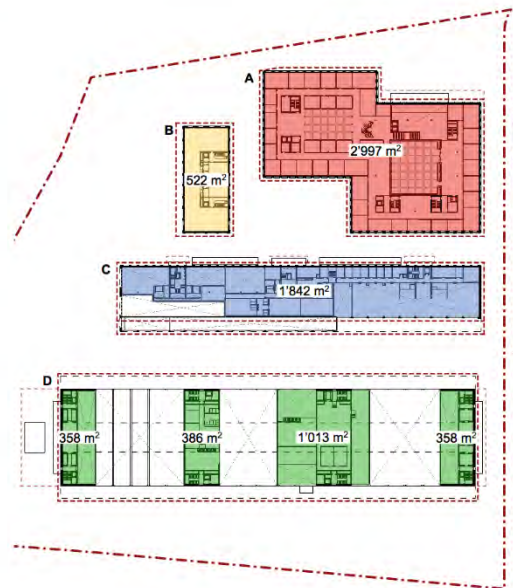 A
B
2'997 m²
522 m²
C
1'842 m²
D
358 m²
386 m²
1'013 m²
358 m²